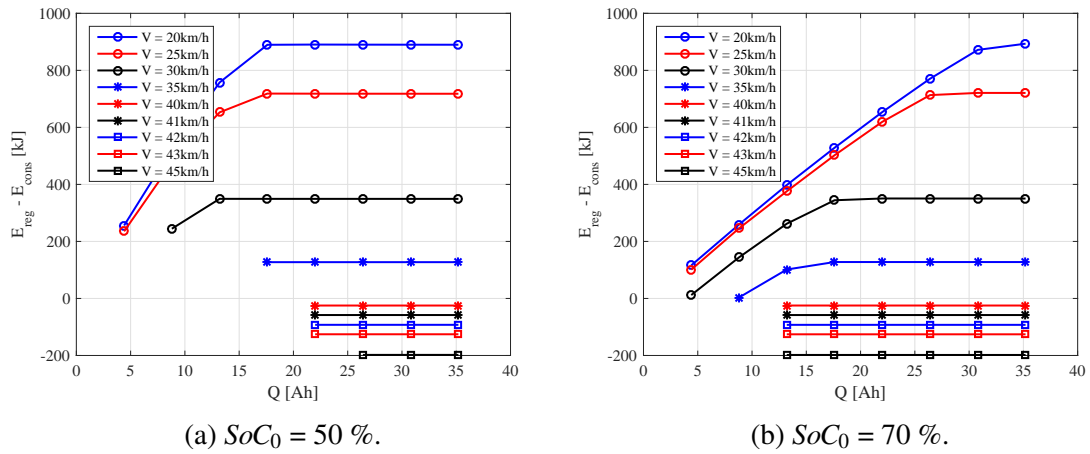 1000
800
600
400
200
0
-200
E_reg - E_cons [kJ]
V = 20km/h
V = 25km/h
V = 30km/h
V = 35km/h
V = 40km/h
V = 41km/h
V = 42km/h
V = 43km/h
V = 45km/h
0 5 10 15 20 25 30 35 40
Q [Ah]
(a) SoC_0 = 50 %.
1000
800
600
400
200
0
-200
E_reg - E_cons [kJ]
V = 20km/h
V = 25km/h
V = 30km/h
V = 35km/h
V = 40km/h
V = 41km/h
V = 42km/h
V = 43km/h
V = 45km/h
0 5 10 15 20 25 30 35 40
Q [Ah]
(b) SoC_0 = 70 %.